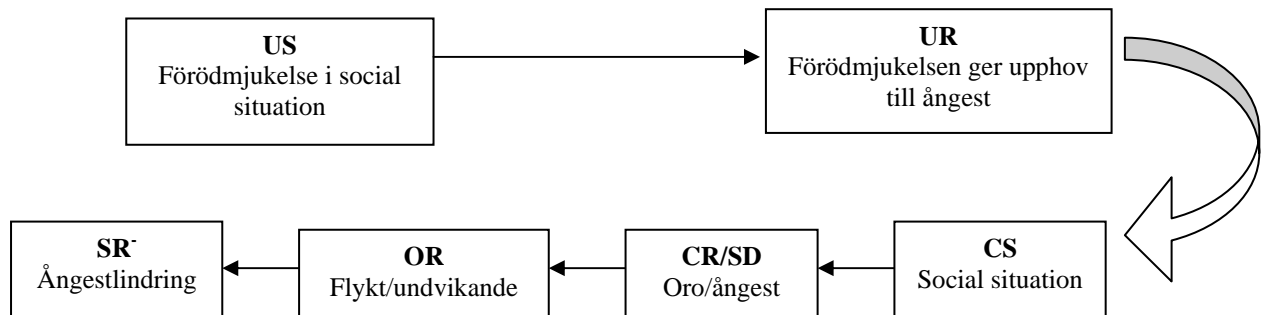 US
Förödmjukelse i social
situation
UR
Förödmjukelsen ger upphov
till ångest
SR-
Ångestlindring
OR
Flykt/undvikande
CR/SD
Oro/ångest
CS
Social situation